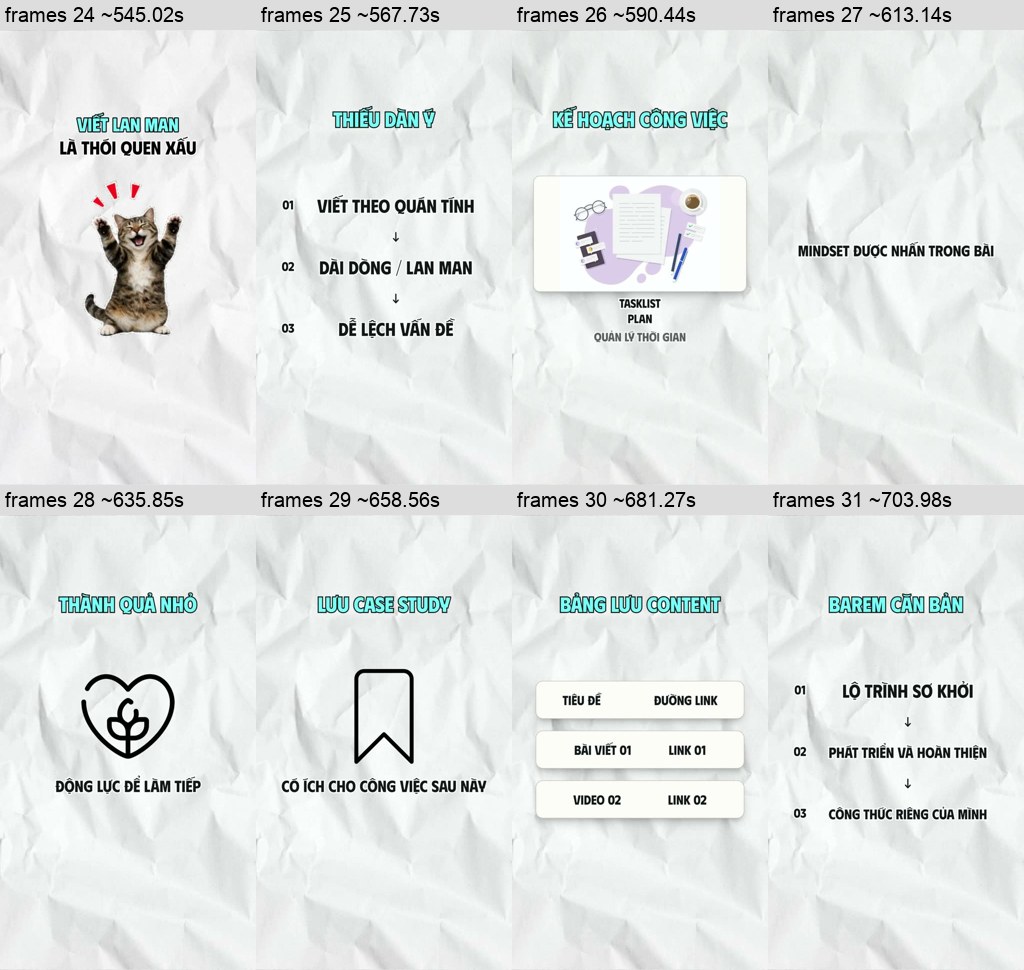 frames 24 ~545.02s
VIẾT LAN MAN
LÀ THÓI QUEN XẤU
frames 25 ~567.73s
THIẾU DÀN Ý
01 VIẾT THEO QUÁN TÍNH
↓
02 DÀI DÒNG / LAN MAN
↓
03 DỄ LỆCH VẤN ĐỀ
frames 26 ~590.44s
KẾ HOẠCH CÔNG VIỆC
TASKLIST
PLAN
QUẢN LÝ THỜI GIAN
frames 27 ~613.14s
MINDSET ĐƯỢC NHẤN TRONG BÀI
frames 28 ~635.85s
THÀNH QUẢ NHỎ
ĐỘNG LỰC ĐỂ LÀM TIẾP
frames 29 ~658.56s
LƯU CASE STUDY
CÓ ÍCH CHO CÔNG VIỆC SAU NÀY
frames 30 ~681.27s
BẢNG LƯU CONTENT
TIÊU ĐỀ ĐƯỜNG LINK
BÀI VIẾT 01 LINK 01
VIDEO 02 LINK 02
frames 31 ~703.98s
BAREM CĂN BẢN
01 LỘ TRÌNH SƠ KHỞI
↓
02 PHÁT TRIỂN VÀ HOÀN THIỆN
↓
03 CÔNG THỨC RIÊNG CỦA MÌNH